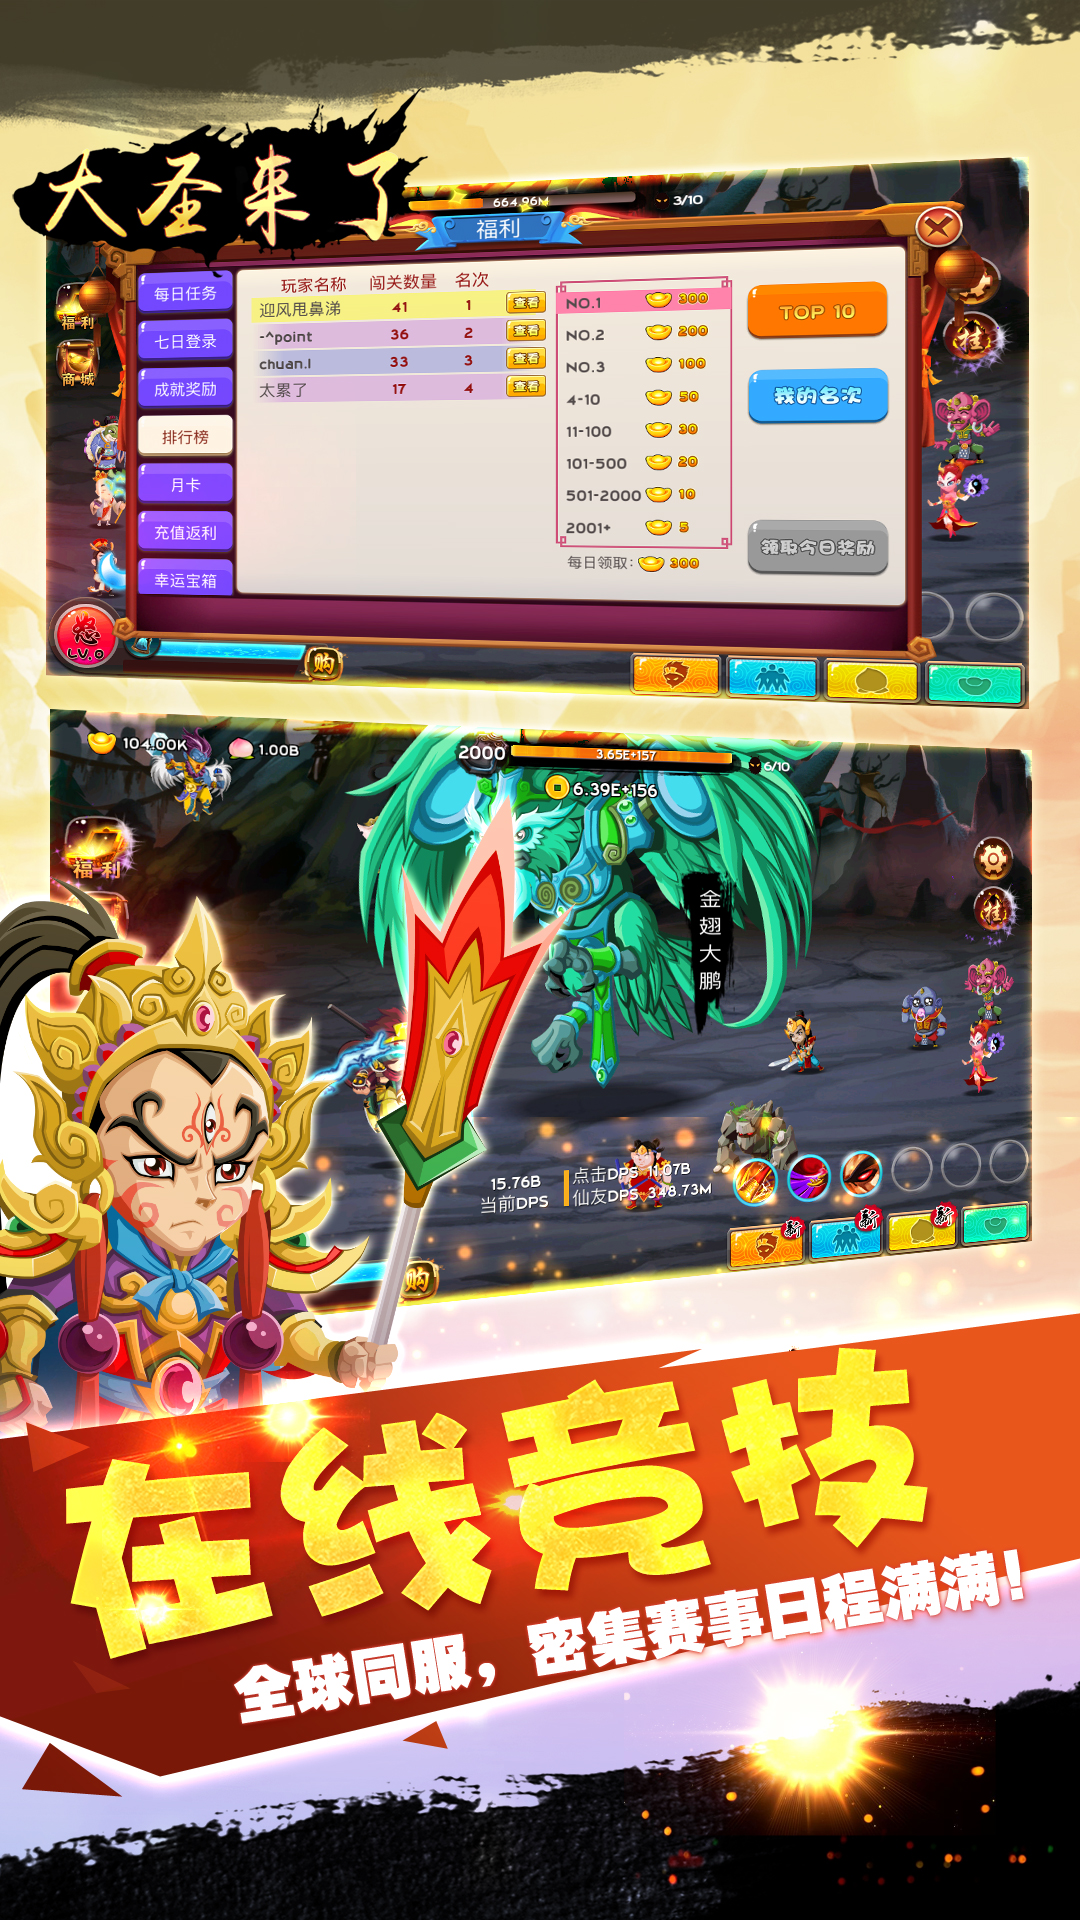 大圣来了
664.96M
3/10
福利
福利
商城
每日任务
七日登录
成就奖励
排行榜
月卡
充值返利
幸运宝箱
玩家名称 闯关数量 名次
迎风甩鼻涕 41 1 查看
-^point 36 2 查看
chuan.l 33 3 查看
太累了 17 4 查看
NO.1 300
NO.2 200
NO.3 100
4-10 50
11-100 30
101-500 20
501-2000 10
2001+ 5
每日领取: 300
TOP 10
我的名次
领取今日奖励
挂
怒
LV.0
购
104.00K
1.00B
2000
3.65E+157
6/10
6.39E+156
福利
金翅大鹏
挂
15.76B
当前DPS
点击DPS 11.07B
仙友DPS 348.73M
新
新
新
购
在线竞技
全球同服，密集赛事日程满满！